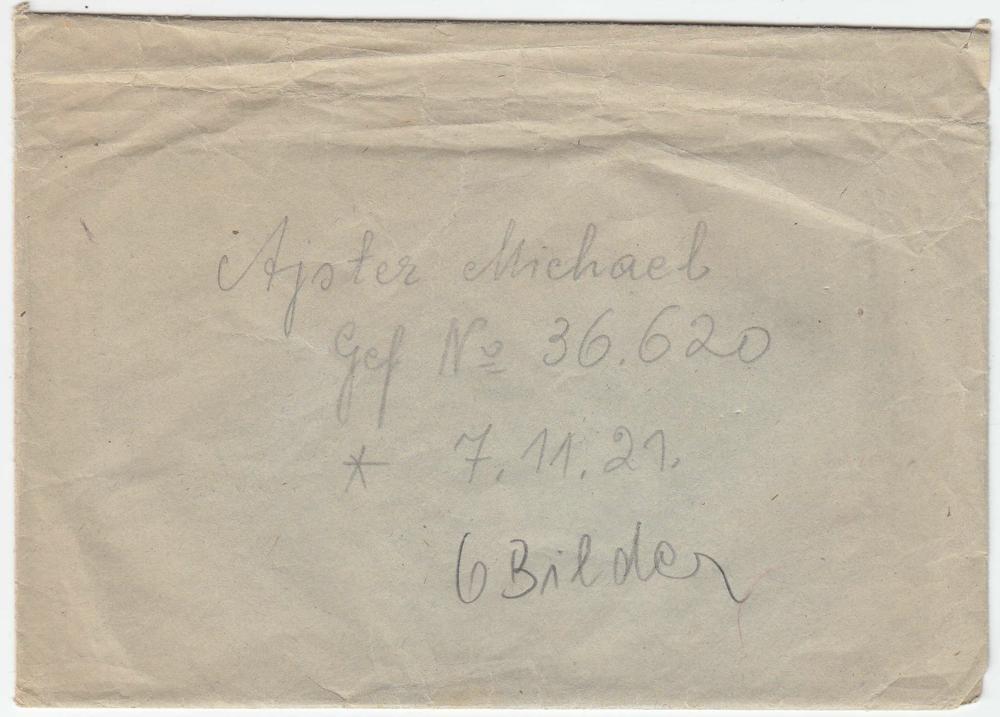 Ajster Michael
Gef No 36.620
* 7.11.21.
6 Bilder